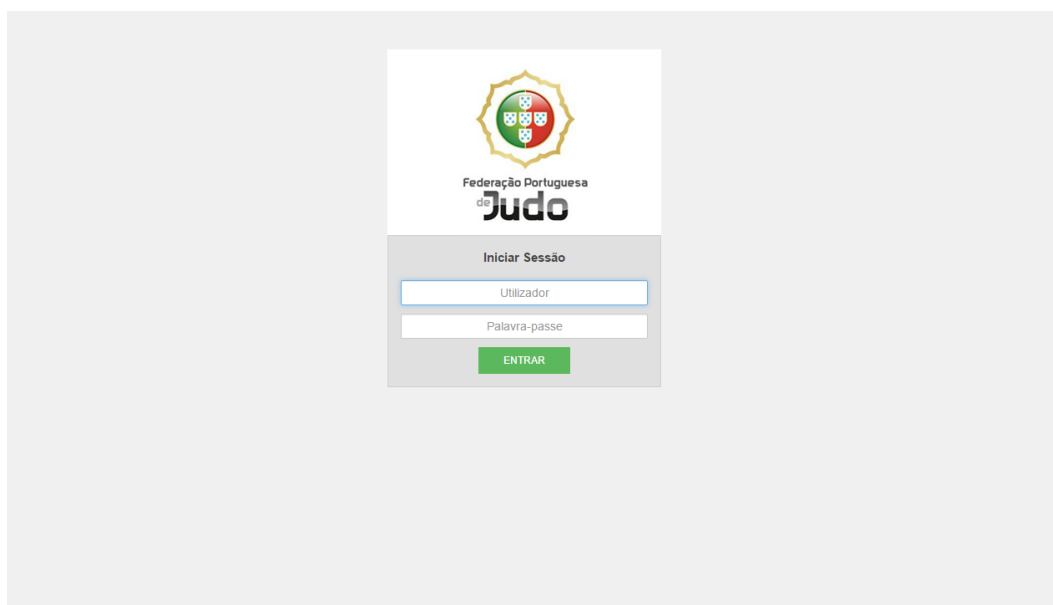 Federação Portuguesa
de Judo
Iniciar Sessão
Utilizador
Palavra-passe
ENTRAR